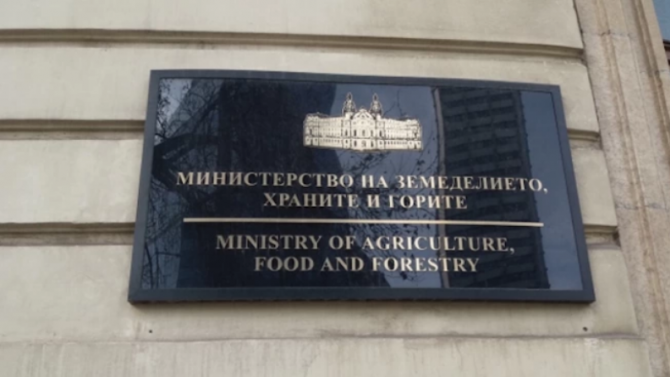 МИНИСТЕРСТВО НА ЗЕМЕДЕЛИЕТО,
ХРАНИТЕ И ГОРИТЕ
MINISTRY OF AGRICULTURE,
FOOD AND FORESTRY